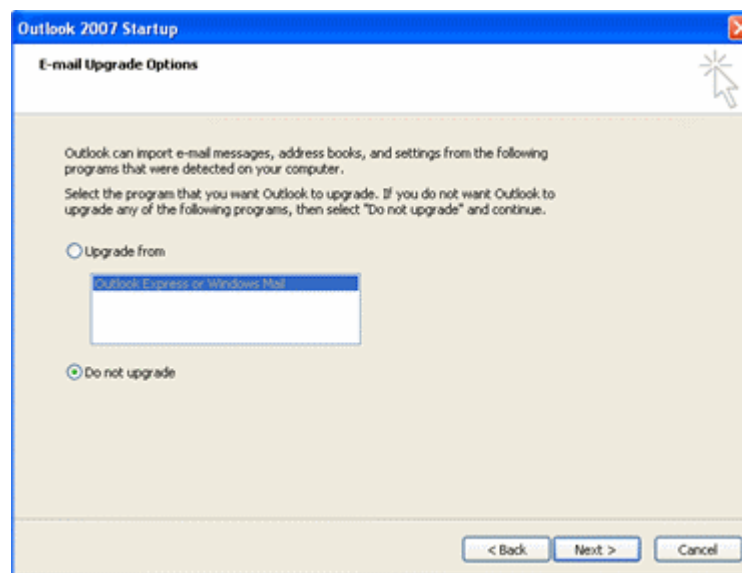 Outlook 2007 Startup
E-mail Upgrade Options
Outlook can import e-mail messages, address books, and settings from the following
programs that were detected on your computer.
Select the program that you want Outlook to upgrade. If you do not want Outlook to
upgrade any of the following programs, then select "Do not upgrade" and continue.
Upgrade from
Outlook Express or Windows Mail
Do not upgrade
< Back Next > Cancel